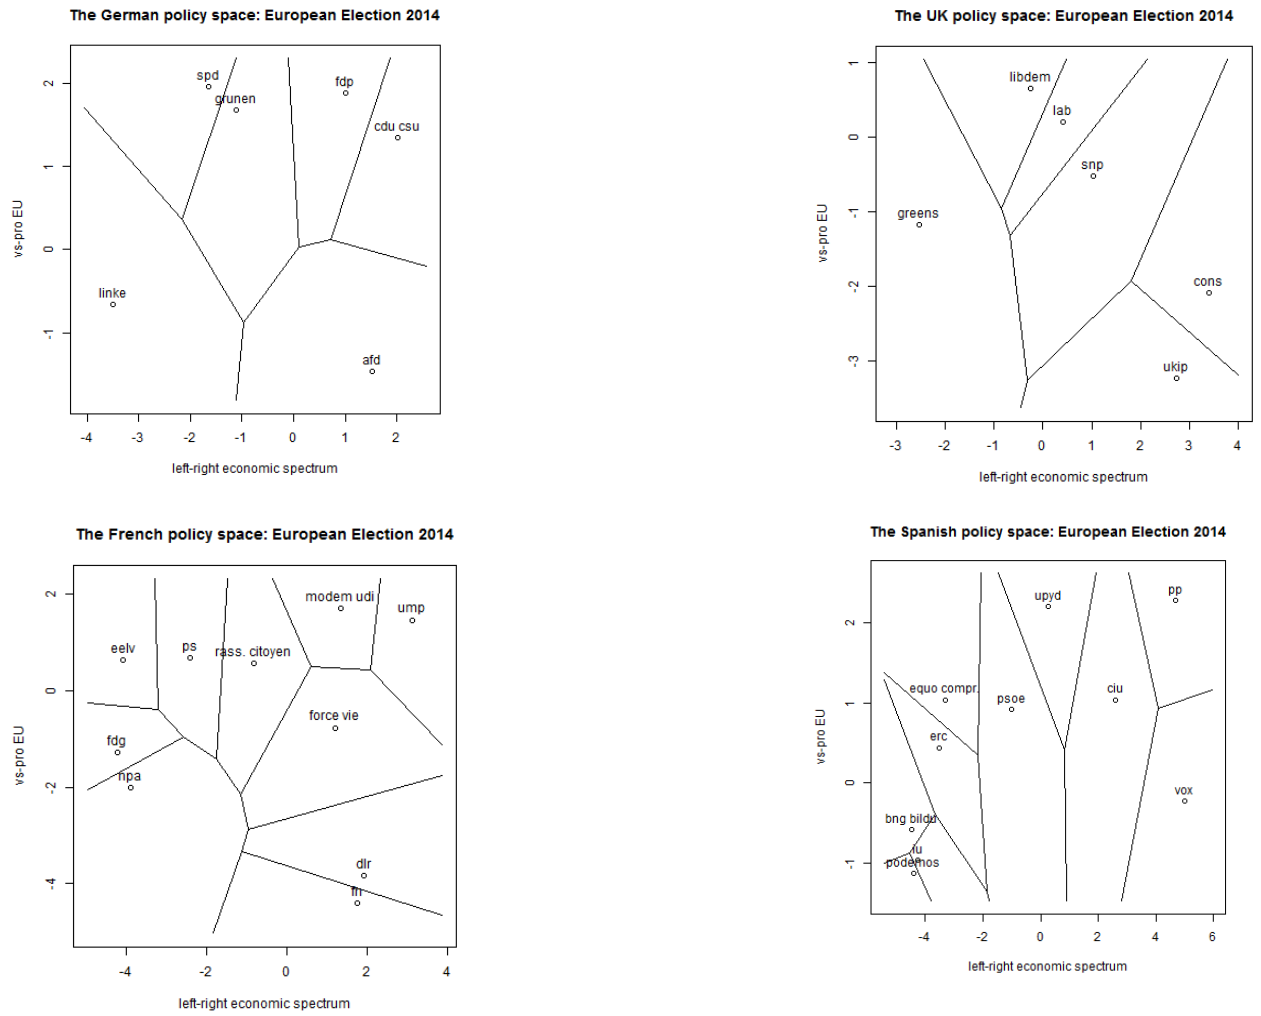 The German policy space: European Election 2014
vs-pro EU
2
1
0
-1
spd
grunen
fdp
cdu csu
linke
afd
-4 -3 -2 -1 0 1 2
left-right economic spectrum
The UK policy space: European Election 2014
vs-pro EU
1
0
-1
-2
-3
libdem
lab
snp
greens
cons
ukip
-3 -2 -1 0 1 2 3 4
left-right economic spectrum
The French policy space: European Election 2014
vs-pro EU
2
0
-2
-4
modem udi
ump
eelv
ps
rass. citoyen
force vie
fdg
npa
dlr
fn
-4 -2 0 2 4
left-right economic spectrum
The Spanish policy space: European Election 2014
vs-pro EU
2
1
0
-1
upyd
pp
equo compr.
psoe
ciu
erc
vox
bng bildu
iu
podemos
-4 -2 0 2 4 6
left-right economic spectrum